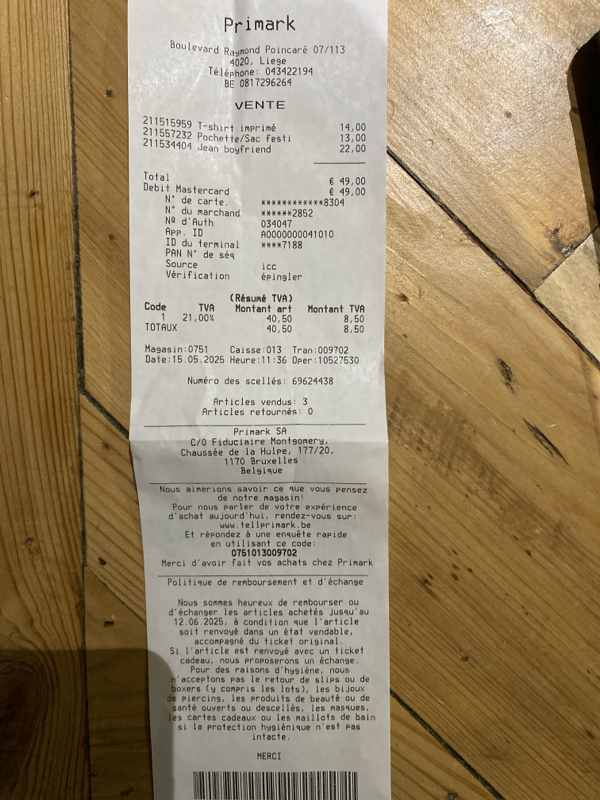 Primark
Boulevard Raymond Poincaré 07/113
4020, Liege
Téléphone: 043422194
BE 0817296264
VENTE
211515959 T-shirt imprimé 14,00
211557232 Pochette/Sac festi 13,00
211534404 Jean boyfriend 22,00
Total € 49,00
Debit Mastercard € 49,00
N° de carte. ************8304
N° du marchand ******2852
Nº d'Auth 034047
App. ID A0000000041010
ID du terminal ****7188
PAN N° de séq
Source icc
Vérification épingler
(Résumé TVA)
Code TVA Montant art Montant TVA
1 21,00% 40,50 8,50
TOTAUX 40,50 8,50
Magasin:0751 Caisse:013 Tran:009702
Date:15.05.2025 Heure:11:36 Oper:10527530
Numéro des scellés: 69624438
Articles vendus: 3
Articles retournés: 0
Primark SA
C/O Fiduciaire Montgomery,
Chaussée de la Hulpe, 177/20,
1170 Bruxelles
Belgique
Nous aimerions savoir ce que vous pensez
de notre magasin!
Pour nous parler de votre expérience
d'achat aujourd'hui, rendez-vous sur:
www.tellprimark.be
Et répondez à une enquête rapide
en utilisant ce code:
0751013009702
Merci d'avoir fait vos achats chez Primark
Politique de remboursement et d'échange
Nous sommes heureux de rembourser ou
d'échanger les articles achetés jusqu'au
12.06.2025, à condition que l'article
soit renvoyé dans un état vendable,
accompagné du ticket original.
Si l'article est renvoyé avec un ticket
cadeau, nous proposerons un échange.
Pour des raisons d'hygiène, nous
n'acceptons pas le retour de slips ou de
boxers (y compris les lots), les bijoux
de piercing, les produits de beauté ou de
santé ouverts ou descellés, les masques,
les cartes cadeaux ou les maillots de bain
si la protection hygiénique n'est pas
intacte.
MERCI